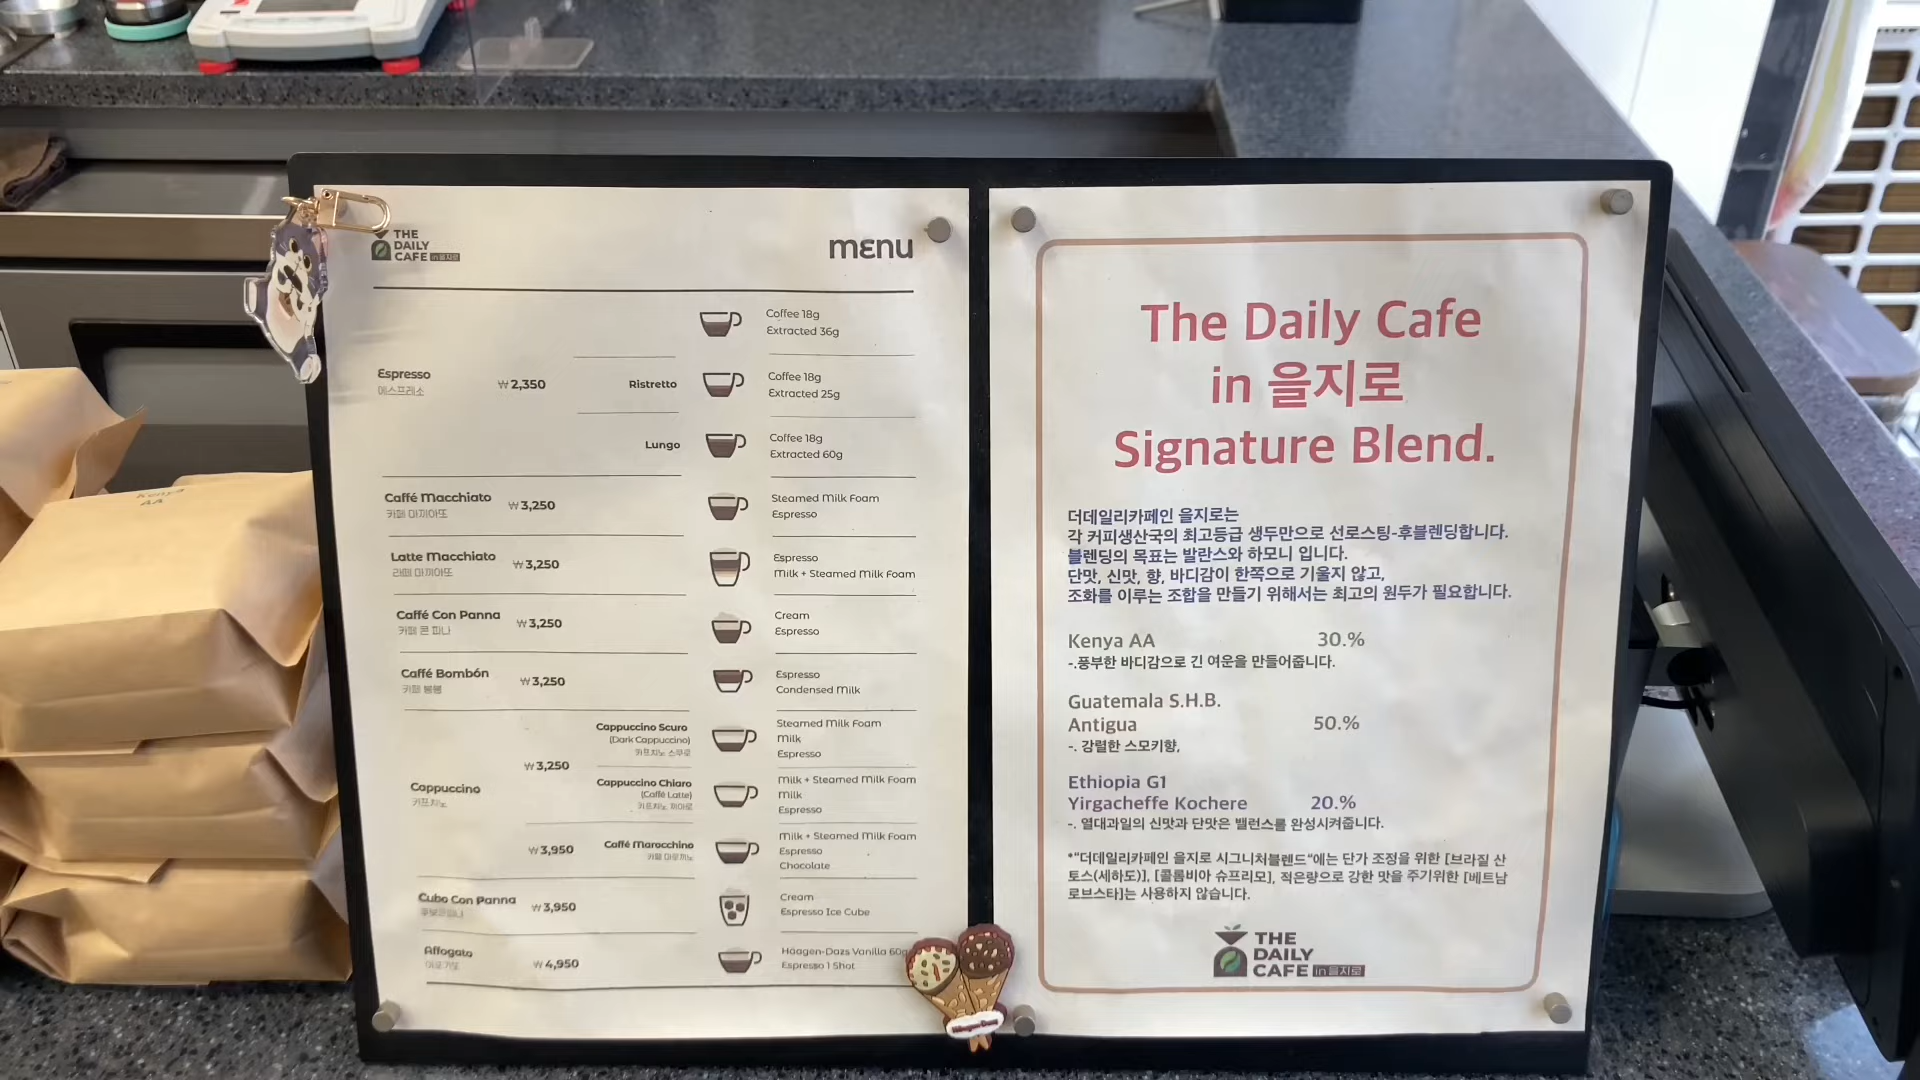 Kenya
AA
THE
DAILY
CAFE in 을지로
menu
Coffee 18g
Extracted 36g
Espresso
에스프레소
₩2,350
Ristretto
Coffee 18g
Extracted 25g
Lungo
Coffee 18g
Extracted 60g
Caffé Macchiato
카페 마끼아또
₩3,250
Steamed Milk Foam
Espresso
Latte Macchiato
라떼 마끼아또
₩3,250
Espresso
Milk + Steamed Milk Foam
Caffé Con Panna
카페 콘 파나
₩3,250
Cream
Espresso
Caffé Bombón
카페 봉봉
₩3,250
Espresso
Condensed Milk
Cappuccino
카푸치노
₩3,250
Cappuccino Scuro
(Dark Cappuccino)
카푸치노 스쿠로
Steamed Milk Foam
Milk
Espresso
Cappuccino Chiaro
(Caffé Latte)
카푸치노
Milk + Steamed Milk Foam
Milk
Espresso
₩3,950
Caffé Marocchino
카페 마로끼노
Milk + Steamed Milk Foam
Espresso
Chocolate
Cubo Con Panna
₩3,950
Cream
Espresso Ice Cube
Affogato
아포가또
₩4,950
Häagen-Dazs Vanilla 60g
Espresso 1 Shot
Häagen-Dazs
The Daily Cafe
in 을지로
Signature Blend.
더데일리카페인 을지로는
각 커피생산국의 최고등급 생두만으로 선로스팅-후블렌딩합니다.
블렌딩의 목표는 발란스와 하모니 입니다.
단맛, 신맛, 향, 바디감이 한쪽으로 기울지 않고,
조화를 이루는 조합을 만들기 위해서는 최고의 원두가 필요합니다.
Kenya AA 30.%
-.풍부한 바디감으로 긴 여운을 만들어줍니다.
Guatemala S.H.B.
Antigua 50.%
-. 강렬한 스모키향,
Ethiopia G1
Yirgacheffe Kochere 20.%
-. 열대과일의 신맛과 단맛은 밸런스를 완성시켜줍니다.
*"더데일리카페인 을지로 시그니처블렌드"에는 단가 조정을 위한 [브라질 산
토스(세하도)], [콜롬비아 슈프리모], 적은량으로 강한 맛을 주기위한 [베트남
로브스타]는 사용하지 않습니다.
THE
DAILY
CAFE in 을지로